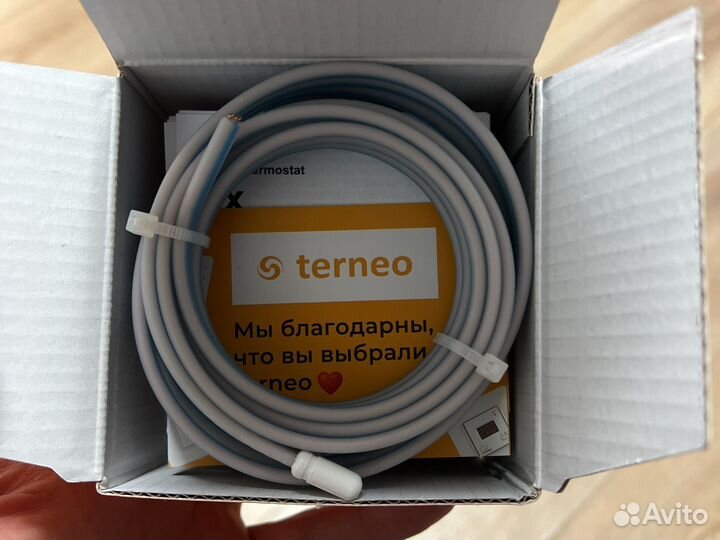 ermostat
x
terneo
Мы благодарны,
что вы выбрали
rneo ❤️
Avito